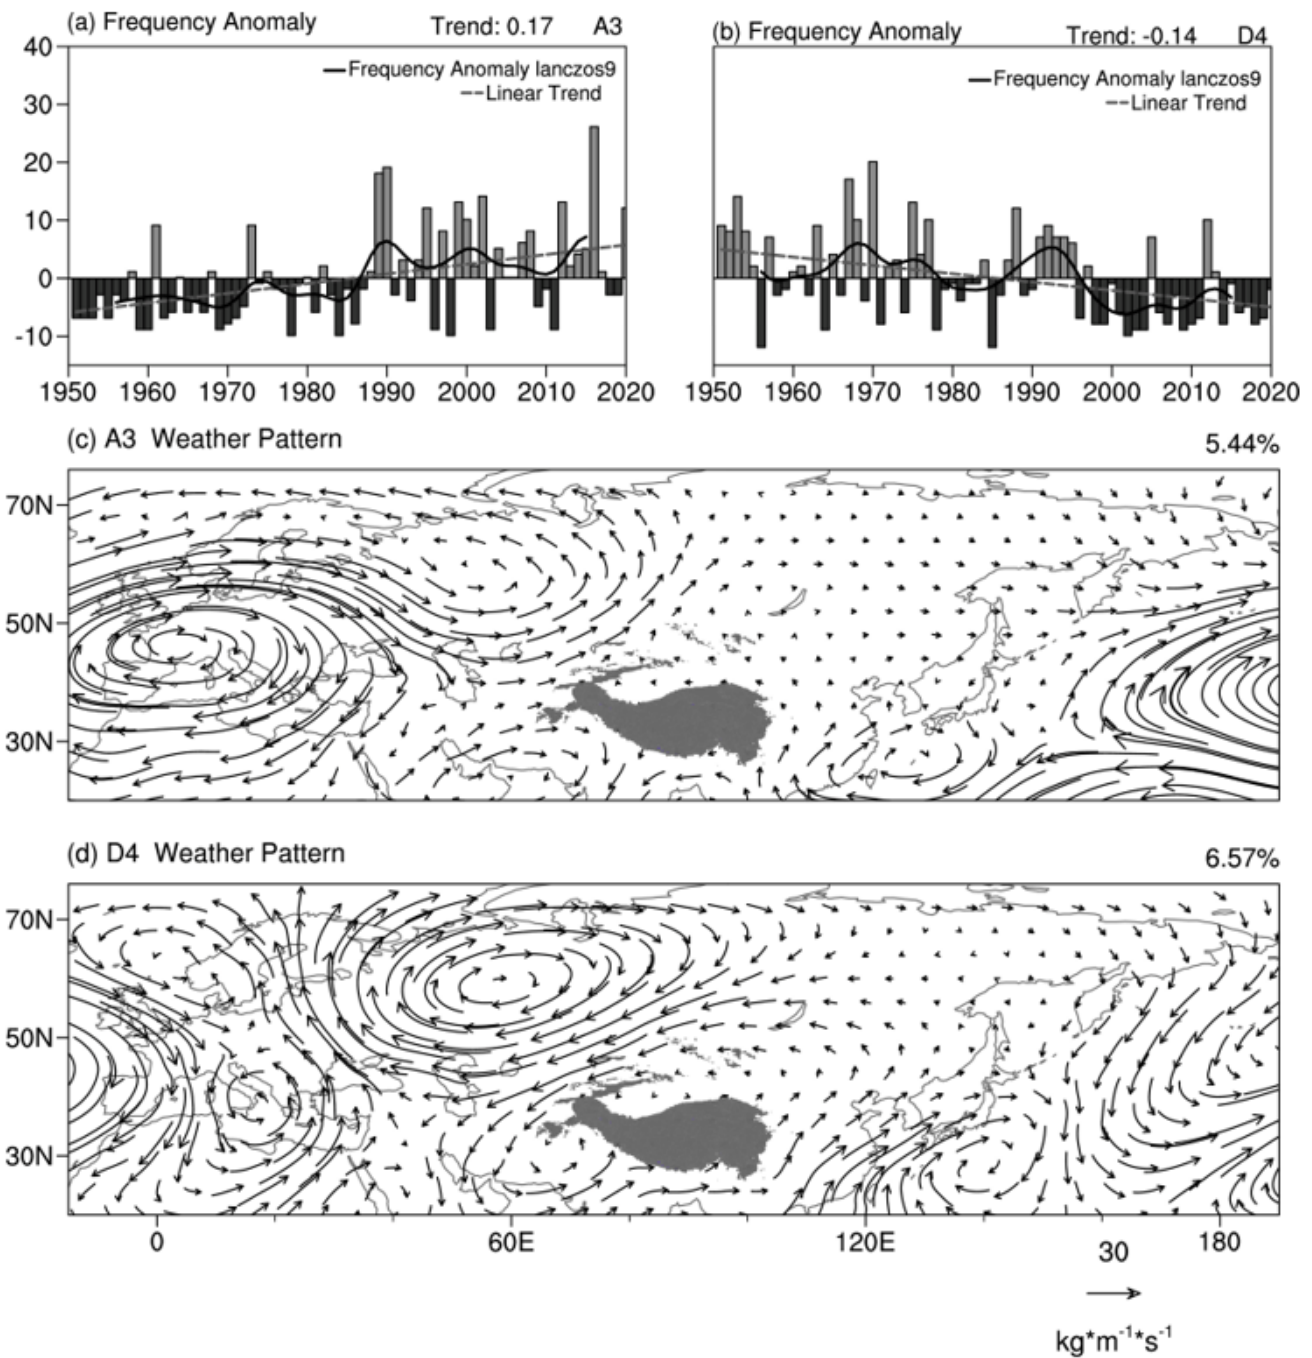 (a) Frequency Anomaly Trend: 0.17 A3
40
30
20
10
0
-10
Frequency Anomaly lanczos9
Linear Trend
1950 1960 1970 1980 1990 2000 2010 2020
(b) Frequency Anomaly Trend: -0.14 D4
Frequency Anomaly lanczos9
Linear Trend
1950 1960 1970 1980 1990 2000 2010 2020
(c) A3 Weather Pattern 5.44%
70N
50N
30N
(d) D4 Weather Pattern 6.57%
70N
50N
30N
0 60E 120E 180
30
kg*m⁻¹*s⁻¹